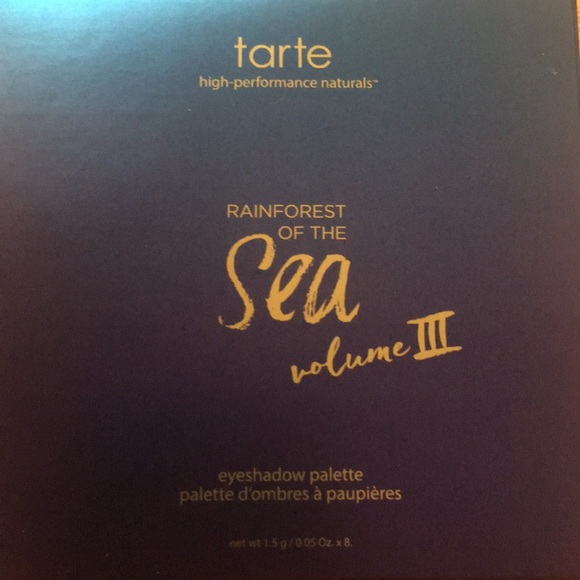 tarte
high-performance naturals™
RAINFOREST
OF THE
Sea
volume III
eyeshadow palette
palette d'ombres à paupières
net wt 1.5 g / 0.05 Oz. x 8.